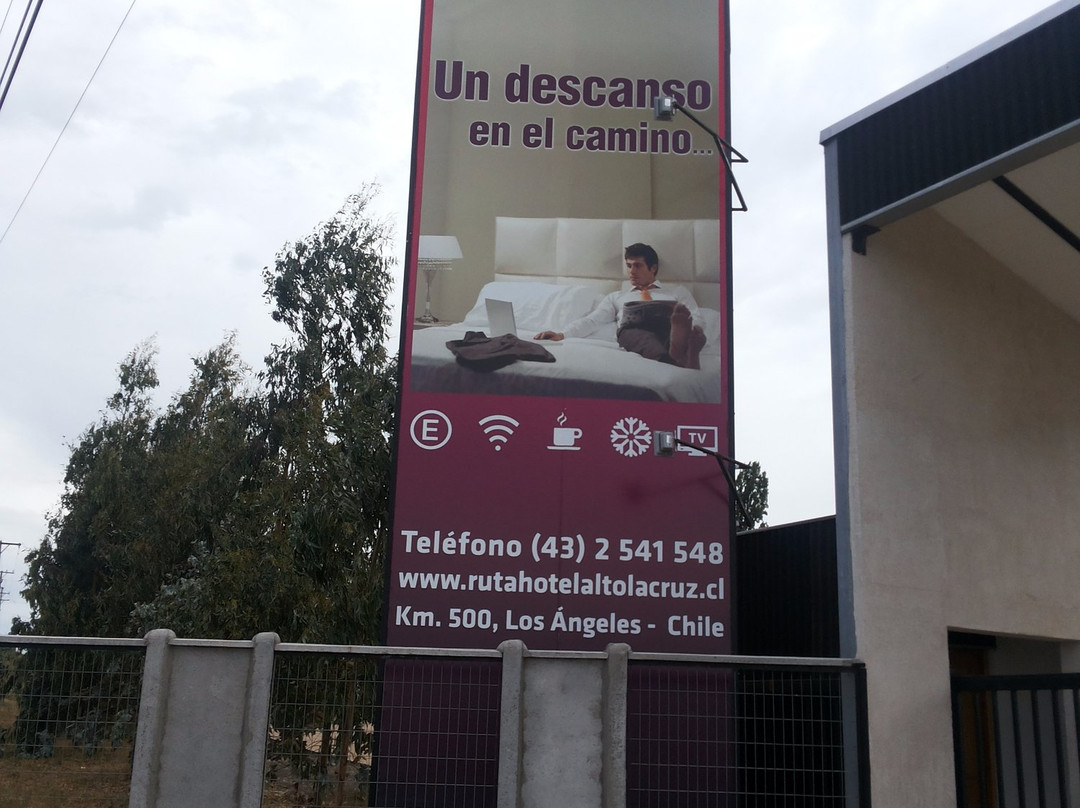 Un descanso
en el camino...
E
TV
Teléfono (43) 2 541 548
www.rutahotelaltolacruz.cl
Km. 500, Los Ángeles - Chile